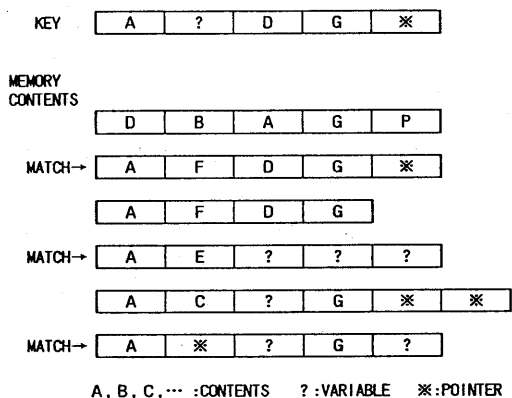 KEY A ? D G ※
MEMORY
CONTENTS
D B A G P
MATCH→ A F D G ※
A F D G
MATCH→ A E ? ? ?
A C ? G ※ ※
MATCH→ A ※ ? G ?
A, B, C, ··· :CONTENTS ? :VARIABLE ※:POINTER